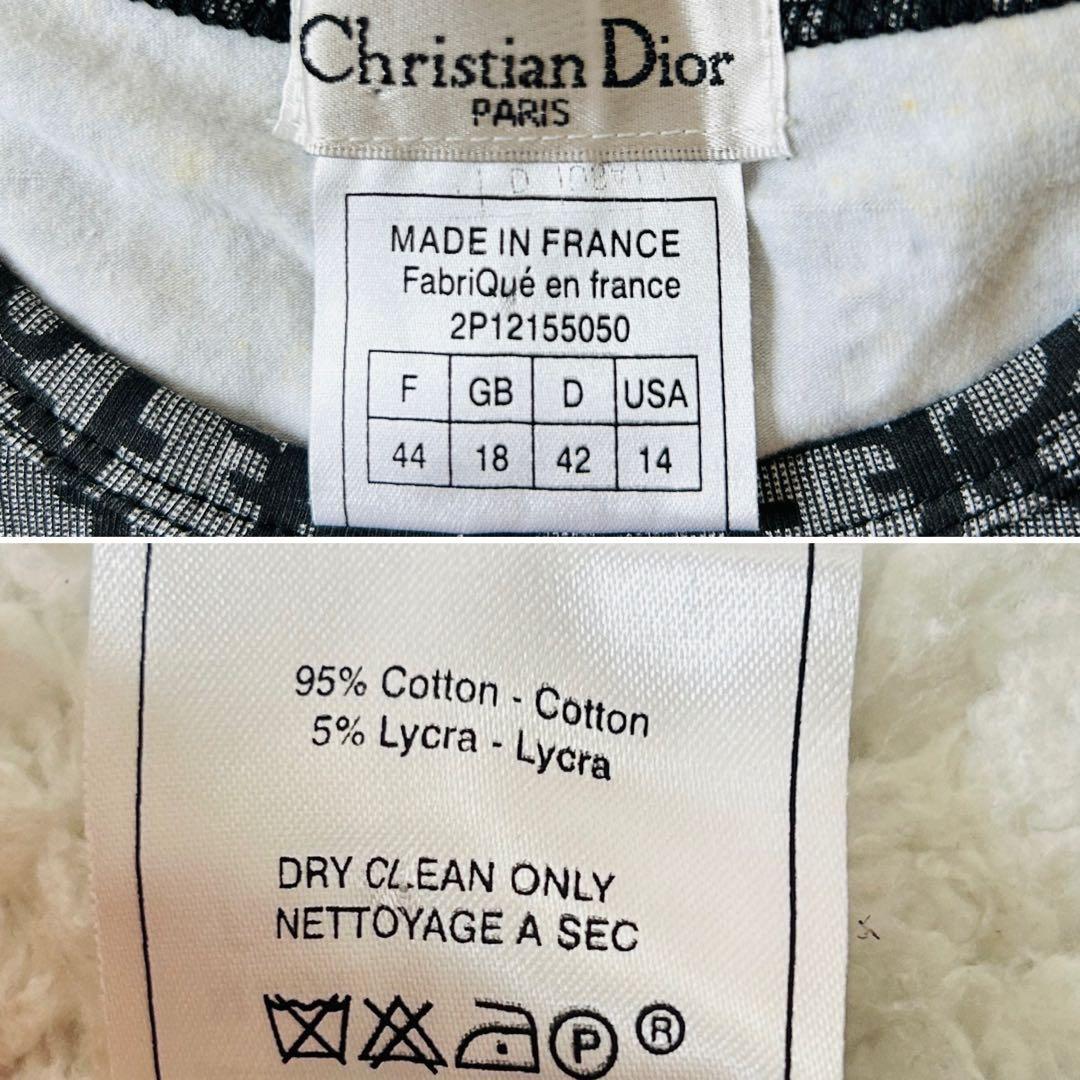 Christian Dior
PARIS
MADE IN FRANCE
FabriQué en france
2P12155050
F GB D USA
44 18 42 14
95% Cotton - Cotton
5% Lycra - Lycra
DRY CLEAN ONLY
NETTOYAGE A SEC
P ®